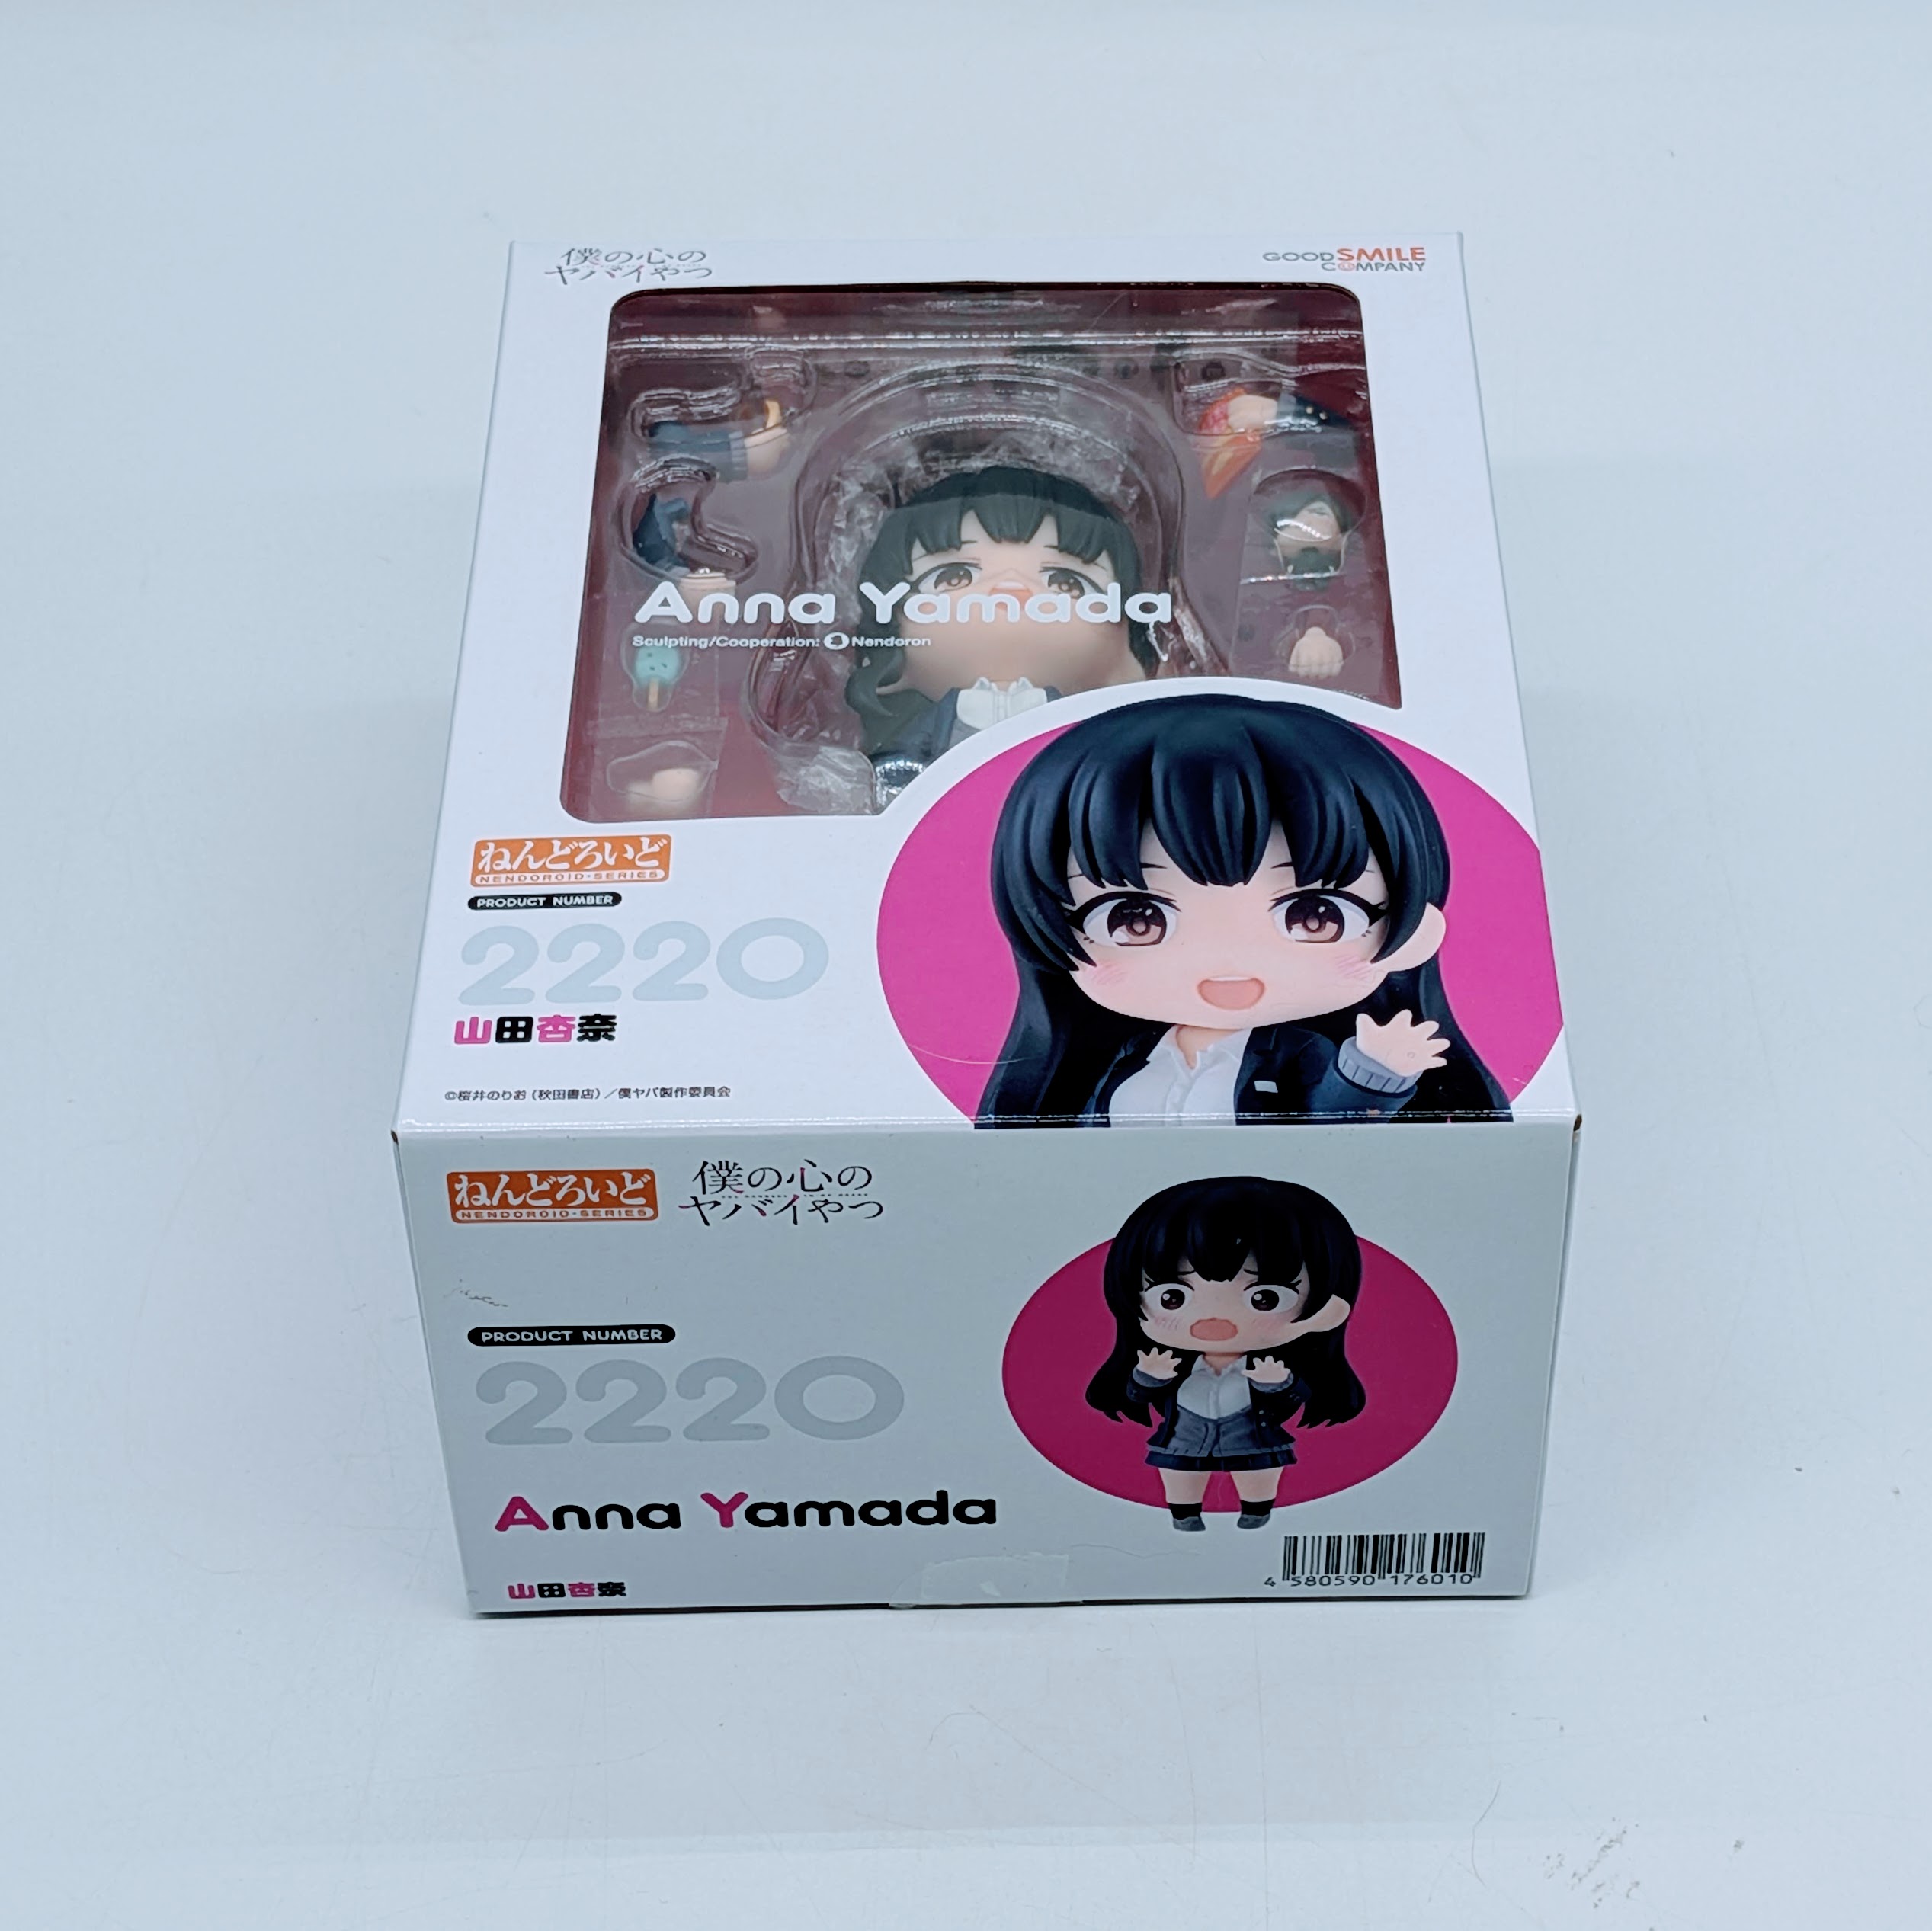 僕の心の
ヤバイやつ
GOODSMILE
COMPANY
Anna Yamada
Sculpting/Cooperation: Nendoron
ねんどろいど
NENDOROID·SERIES
PRODUCT NUMBER
2220
山田杏奈
©桜井のりお(秋田書店)/僕ヤバ製作委員会
ねんどろいど
NENDOROID·SERIES
僕の心の
ヤバイやつ
PRODUCT NUMBER
2220
Anna Yamada
山田杏奈
4 580590 176010